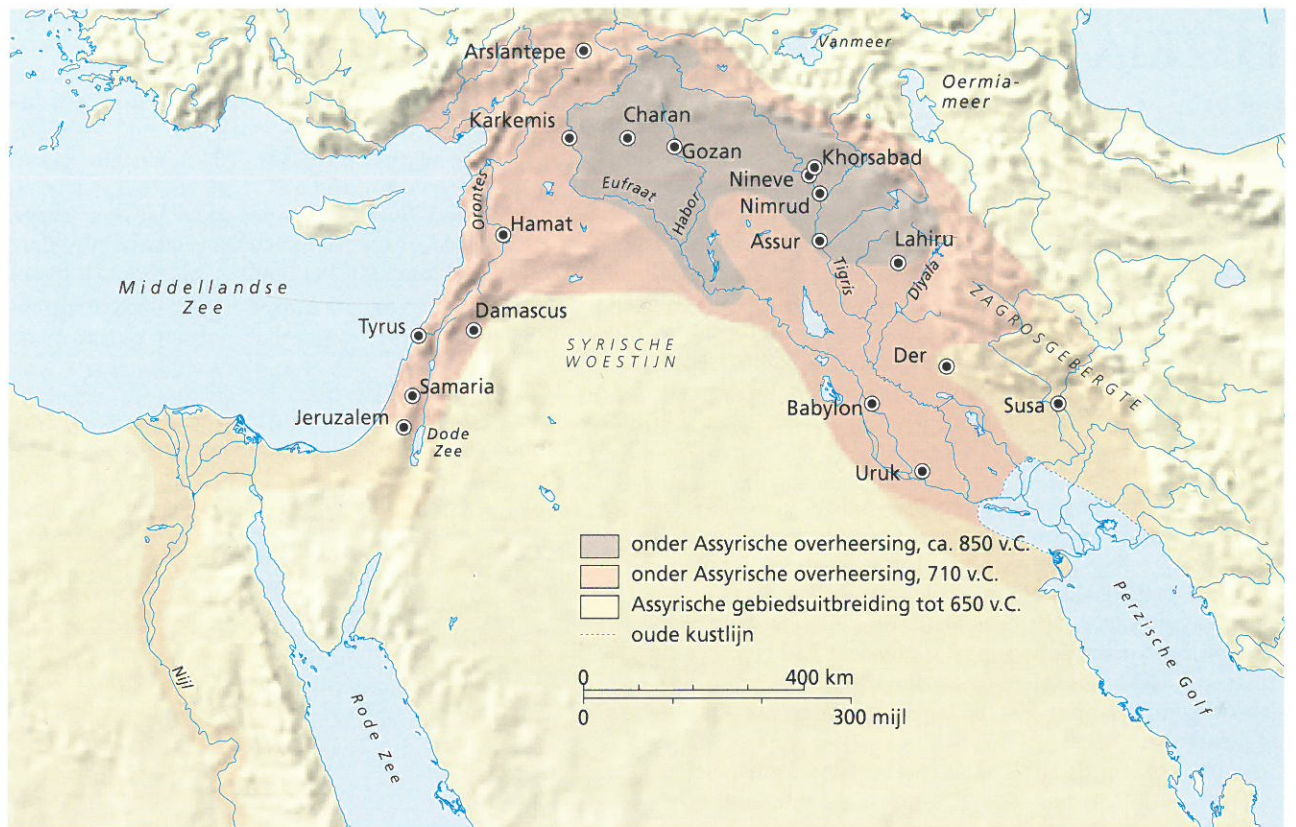 Arslantepe
Vanmeer
Oermia-
meer
Karkemis
Charan
Gozan
Khorsabad
Nineve
Nimrud
Eufraat
Habor
Orontes
Hamat
Assur
Lahiru
Tigris
Diyala
Middellandse
Zee
Tyrus
Damascus
SYRISCHE
WOESTIJN
ZAGROSGEBERGTE
Der
Samaria
Babylon
Susa
Jeruzalem
Dode
Zee
Uruk
onder Assyrische overheersing, ca. 850 v.C.
onder Assyrische overheersing, 710 v.C.
Assyrische gebiedsuitbreiding tot 650 v.C.
oude kustlijn
0 400 km
0 300 mijl
Nijl
Rode Zee
Perzische Golf